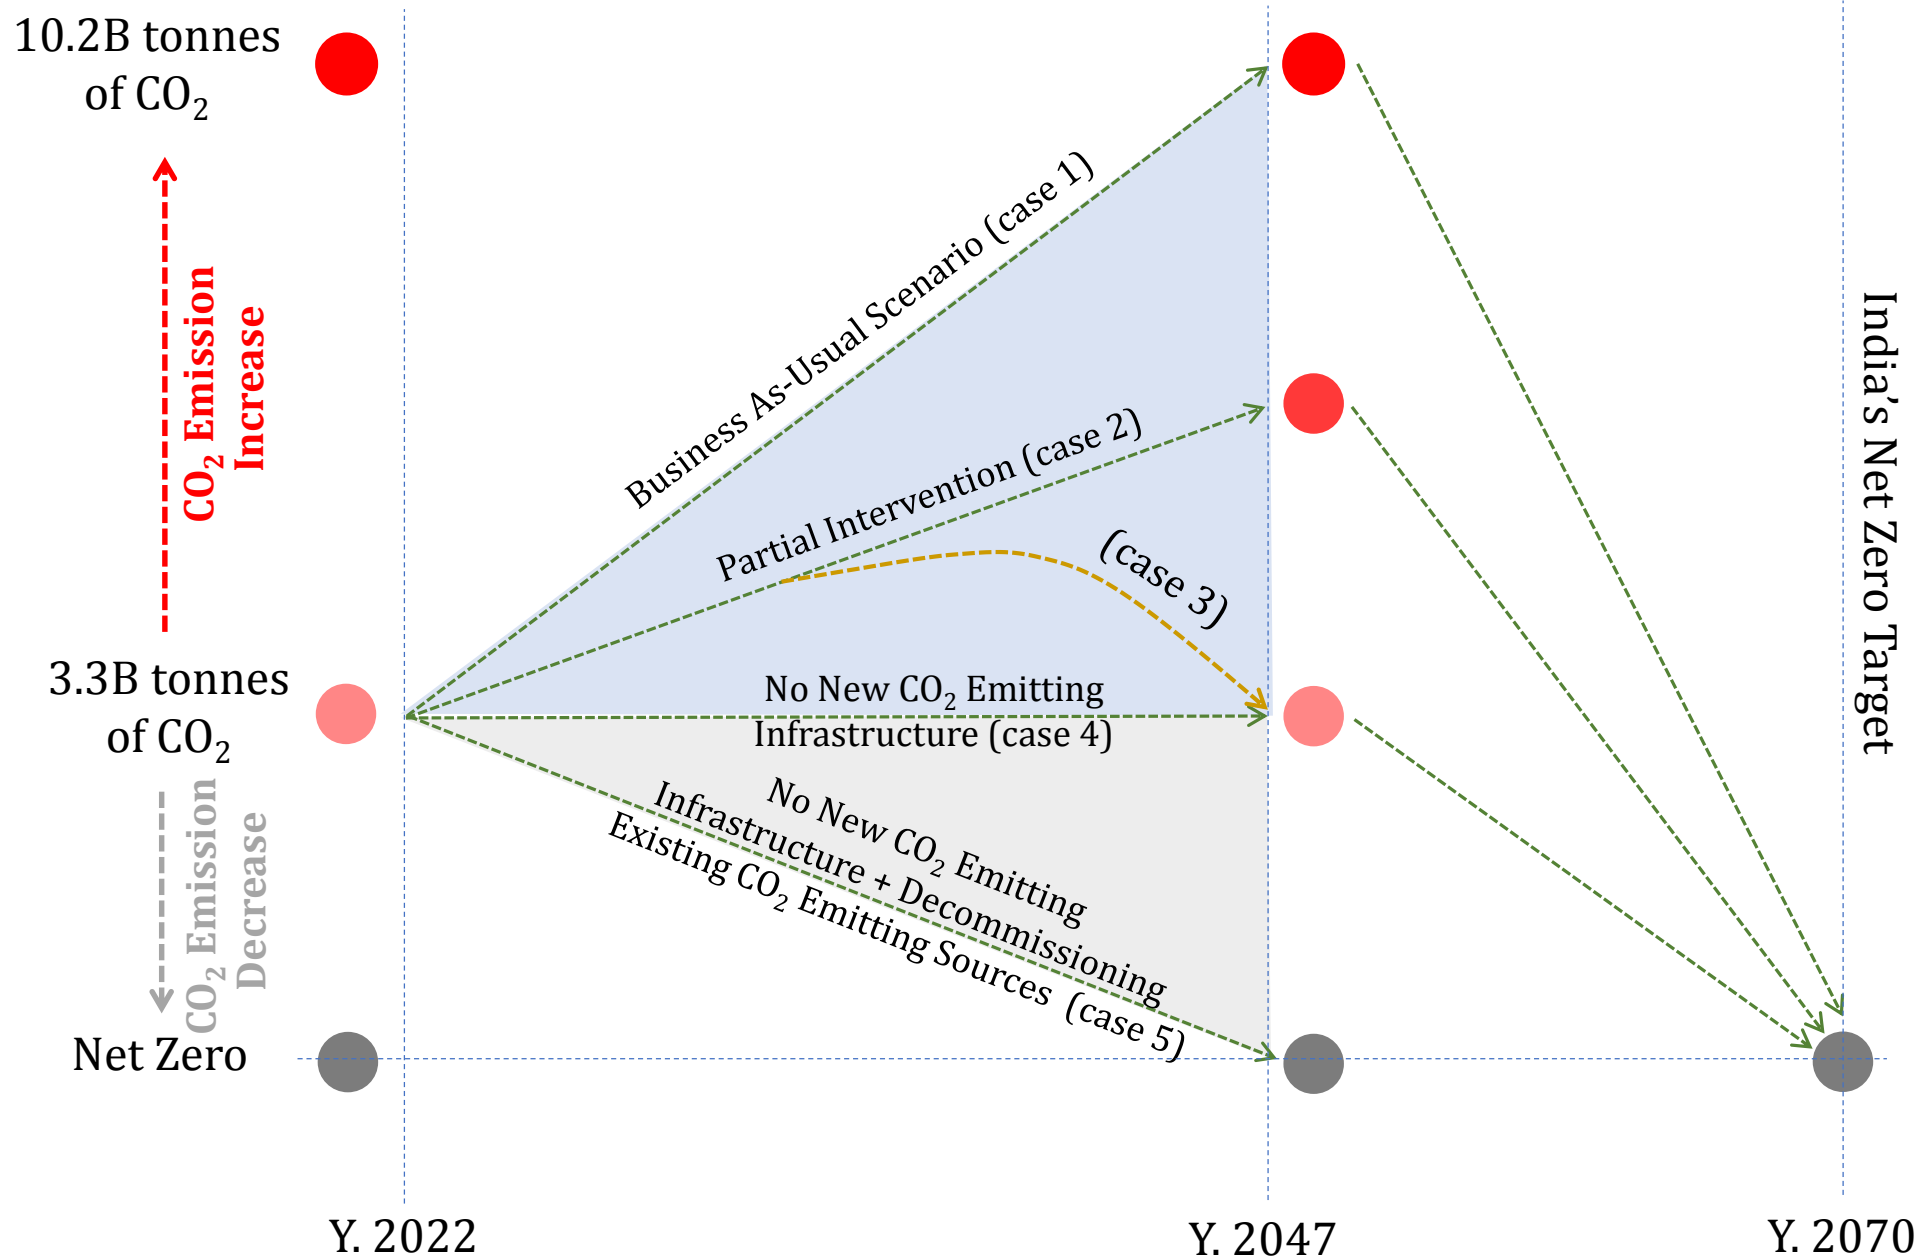 10.2B tonnes
of CO₂
CO₂ Emission
Increase
3.3B tonnes
of CO₂
CO₂ Emission
Decrease
Net Zero
Business As-Usual Scenario (case 1)
Partial Intervention (case 2)
(case 3)
No New CO₂ Emitting
Infrastructure (case 4)
No New CO₂ Emitting
Infrastructure + Decommissioning
Existing CO₂ Emitting Sources (case 5)
India's Net Zero Target
Y. 2022
Y. 2047
Y. 2070